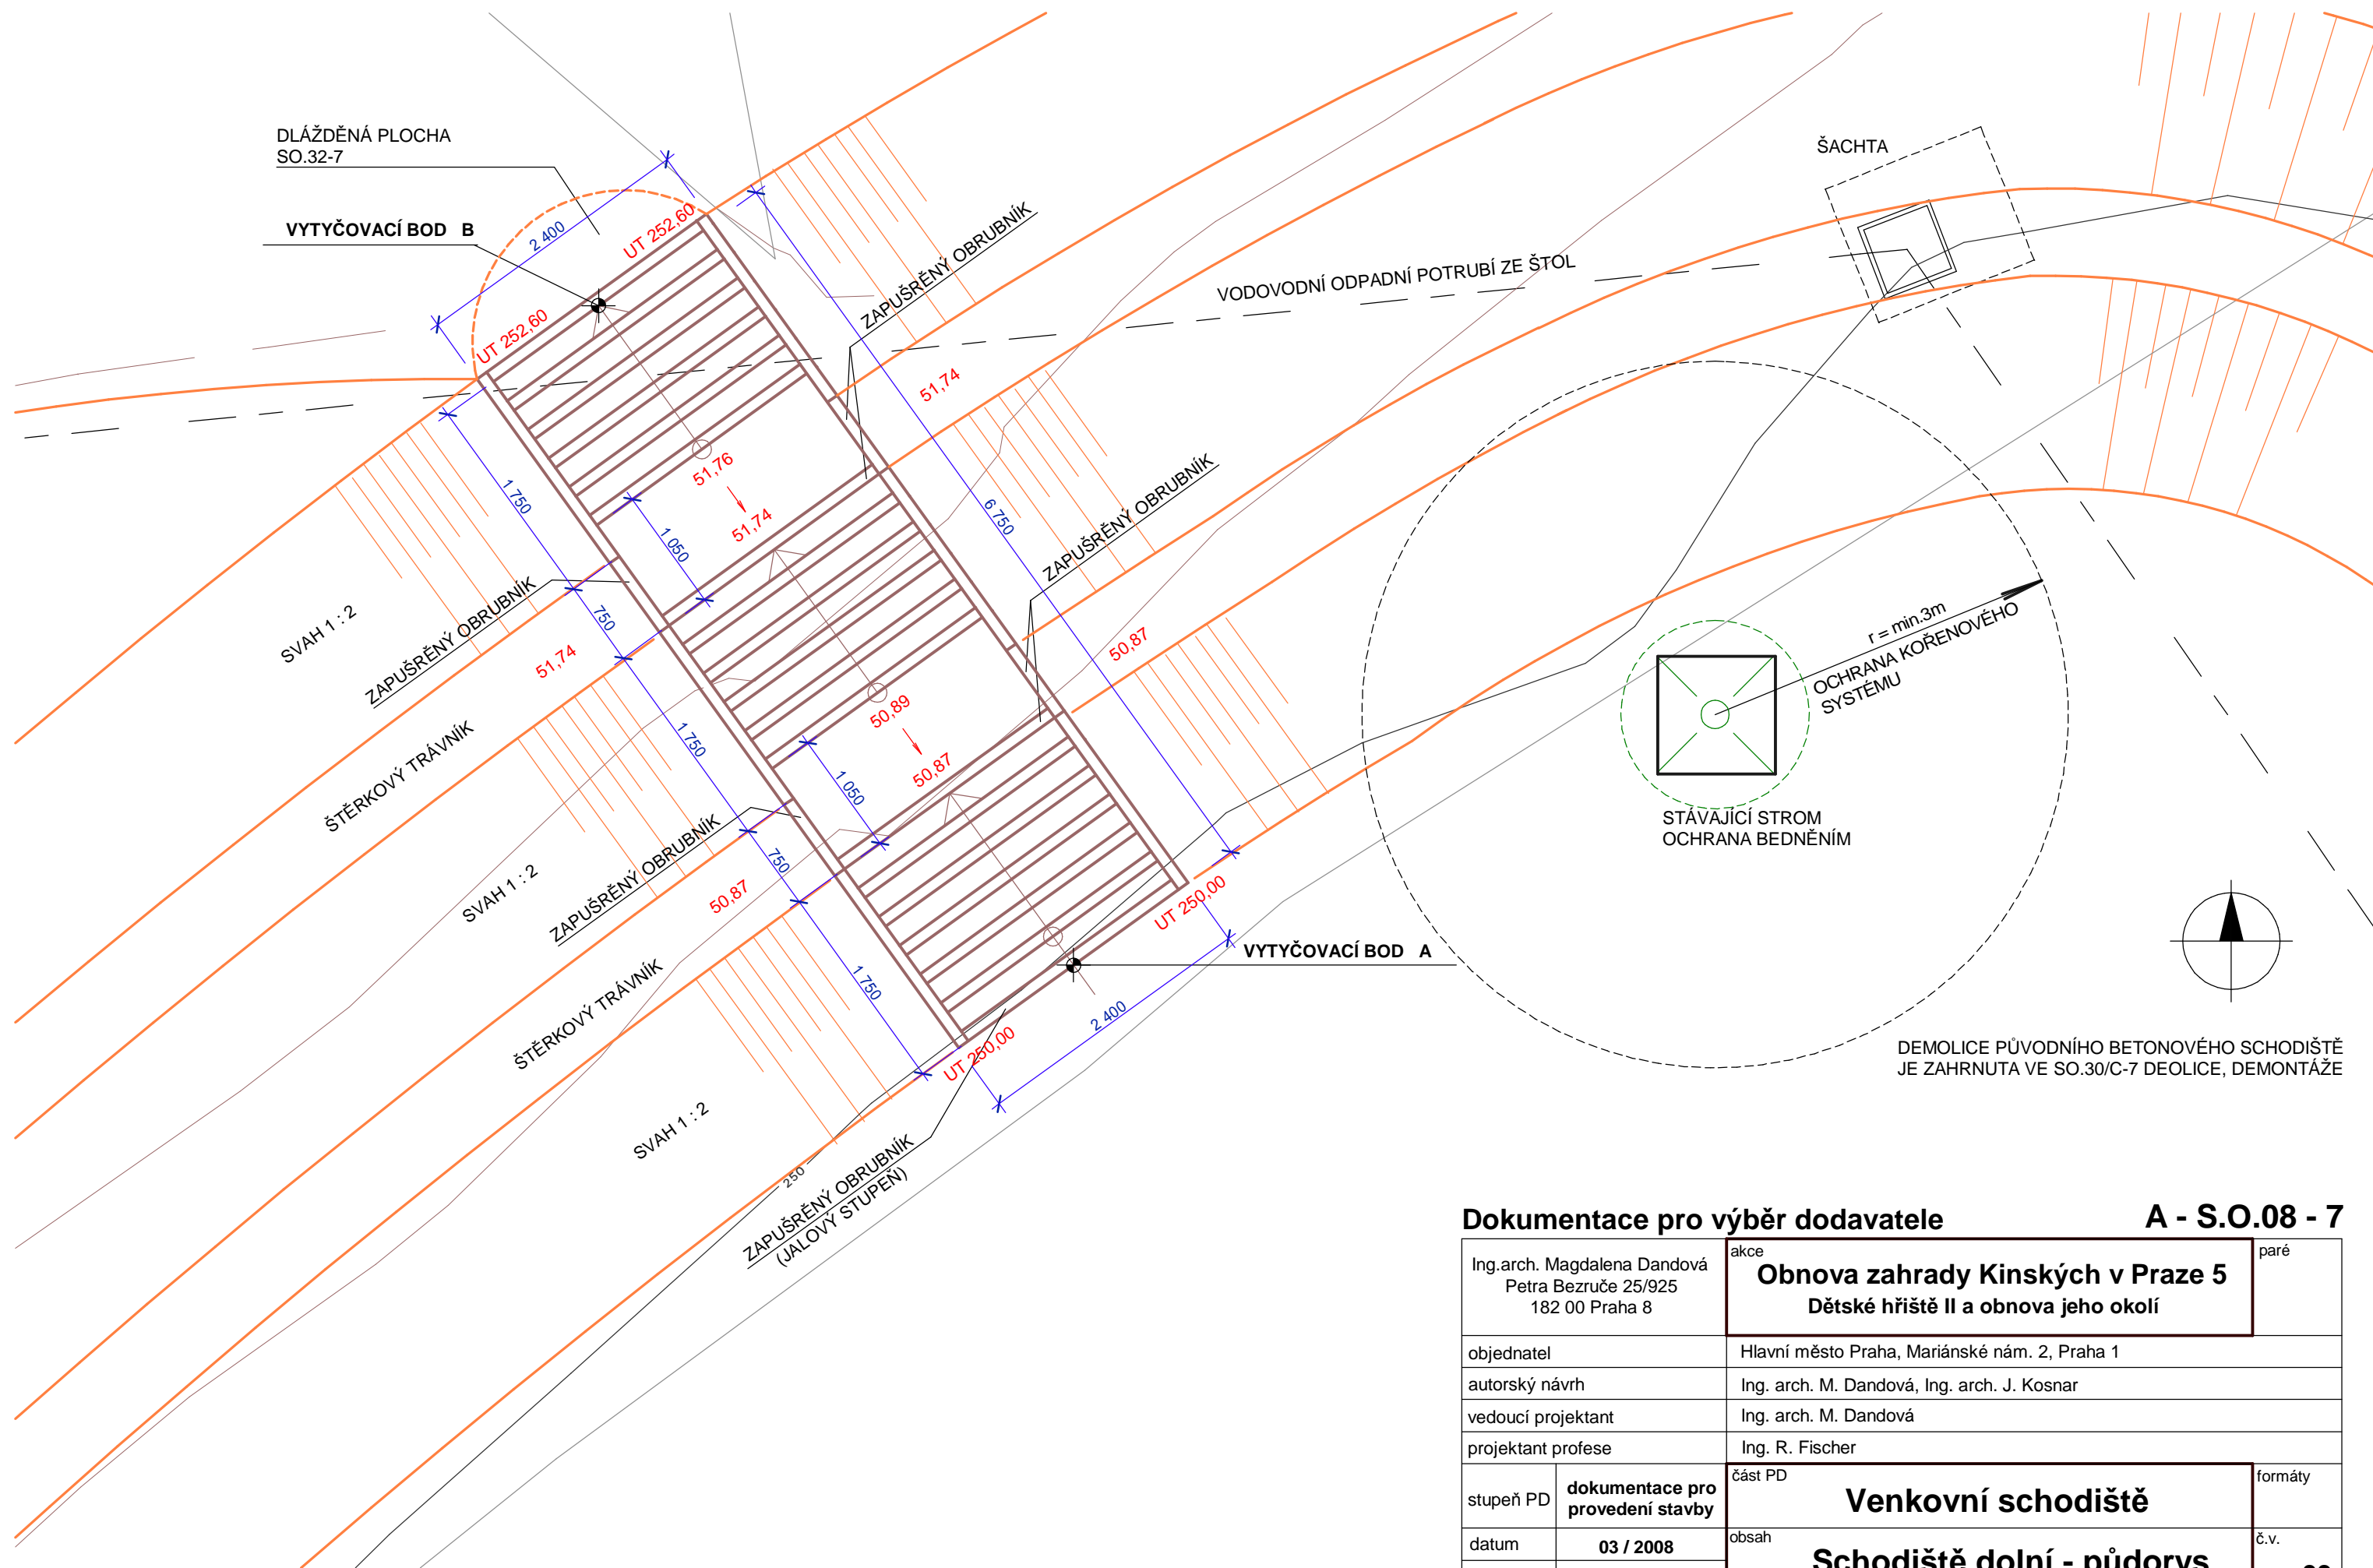 DLÁŽDĚNÁ PLOCHA
SO.32-7
VYTYČOVACÍ BOD B
2 400
UT 252,60
UT 252,60
ZAPUŠRĚNÝ OBRUBNÍK
VODOVODNÍ ODPADNÍ POTRUBÍ ZE ŠTOL
ŠACHTA
51,74
51,76
51,74
1 750
1 050
6 750
ZAPUŠRĚNÝ OBRUBNÍK
SVAH 1 : 2
ZAPUŠRĚNÝ OBRUBNÍK
750
51,74
50,87
r = min.3m
OCHRANA KOŘENOVÉHO
SYSTÉMU
50,89
50,87
ŠTĚRKOVÝ TRÁVNÍK
1 750
1 050
STÁVAJÍCÍ STROM
OCHRANA BEDNĚNÍM
SVAH 1 : 2
ZAPUŠRĚNÝ OBRUBNÍK
750
50,87
UT 250,00
VYTYČOVACÍ BOD A
1 750
2 400
ŠTĚRKOVÝ TRÁVNÍK
UT 250,00
DEMOLICE PŮVODNÍHO BETONOVÉHO SCHODIŠTĚ
JE ZAHRNUTA VE SO.30/C-7 DEOLICE, DEMONTÁŽE
SVAH 1 : 2
250
ZAPUŠRĚNÝ OBRUBNÍK
(JALOVÝ STUPEŇ)
Dokumentace pro výběr dodavatele
A - S.O.08 - 7
Ing.arch. Magdalena Dandová
Petra Bezruče 25/925
182 00 Praha 8
akce
Obnova zahrady Kinských v Praze 5
Dětské hřiště II a obnova jeho okolí
paré
objednatel
Hlavní město Praha, Mariánské nám. 2, Praha 1
autorský návrh
Ing. arch. M. Dandová, Ing. arch. J. Kosnar
vedoucí projektant
Ing. arch. M. Dandová
projektant profese
Ing. R. Fischer
stupeň PD
dokumentace pro
provedení stavby
část PD
Venkovní schodiště
formáty
datum
03 / 2008
obsah
Schodiště dolní - půdorys
č.v.